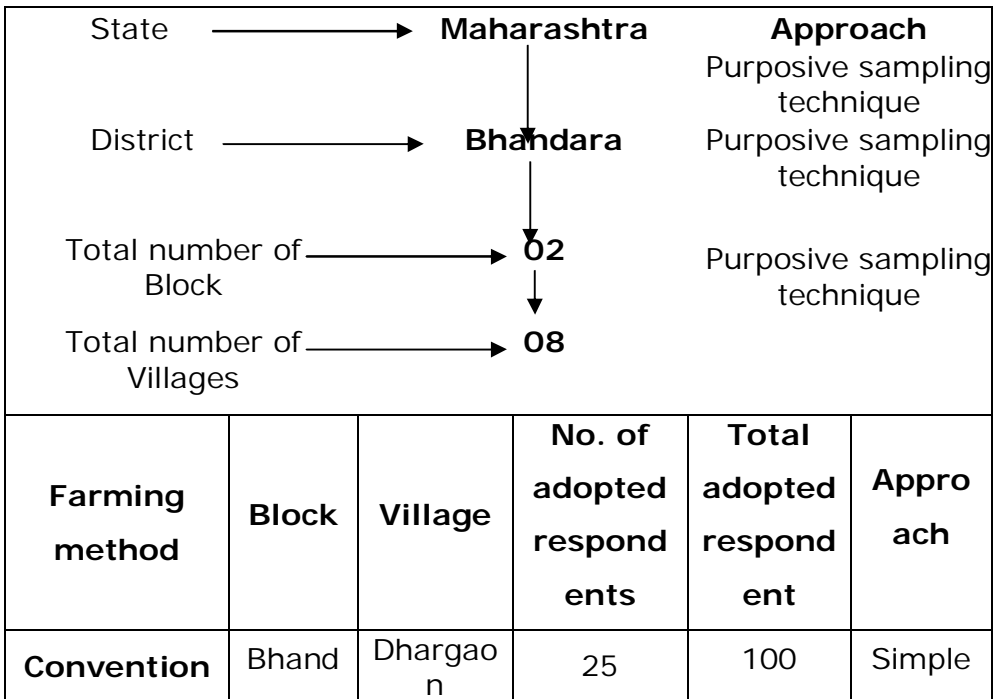 State Maharashtra Approach
Purposive sampling
technique
District Bhandara Purposive sampling
technique
Total number of 02 Purposive sampling
Block technique
Total number of 08
Villages
Farming
method
Block
Village
No. of
adopted
respond
ents
Total
adopted
respond
ent
Appro
ach
Convention
Bhand
Dhargao
n
25
100
Simple